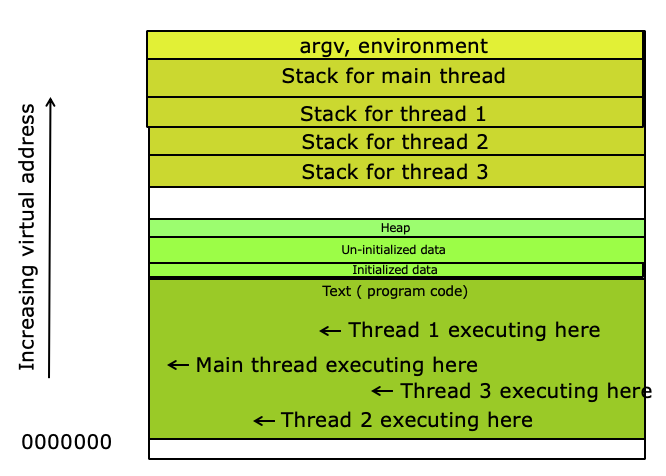 argv, environment
Stack for main thread
Stack for thread 1
Stack for thread 2
Stack for thread 3
Increasing virtual address
Heap
Un-initialized data
Initialized data
Text ( program code)
Thread 1 executing here
Main thread executing here
Thread 3 executing here
Thread 2 executing here
0000000